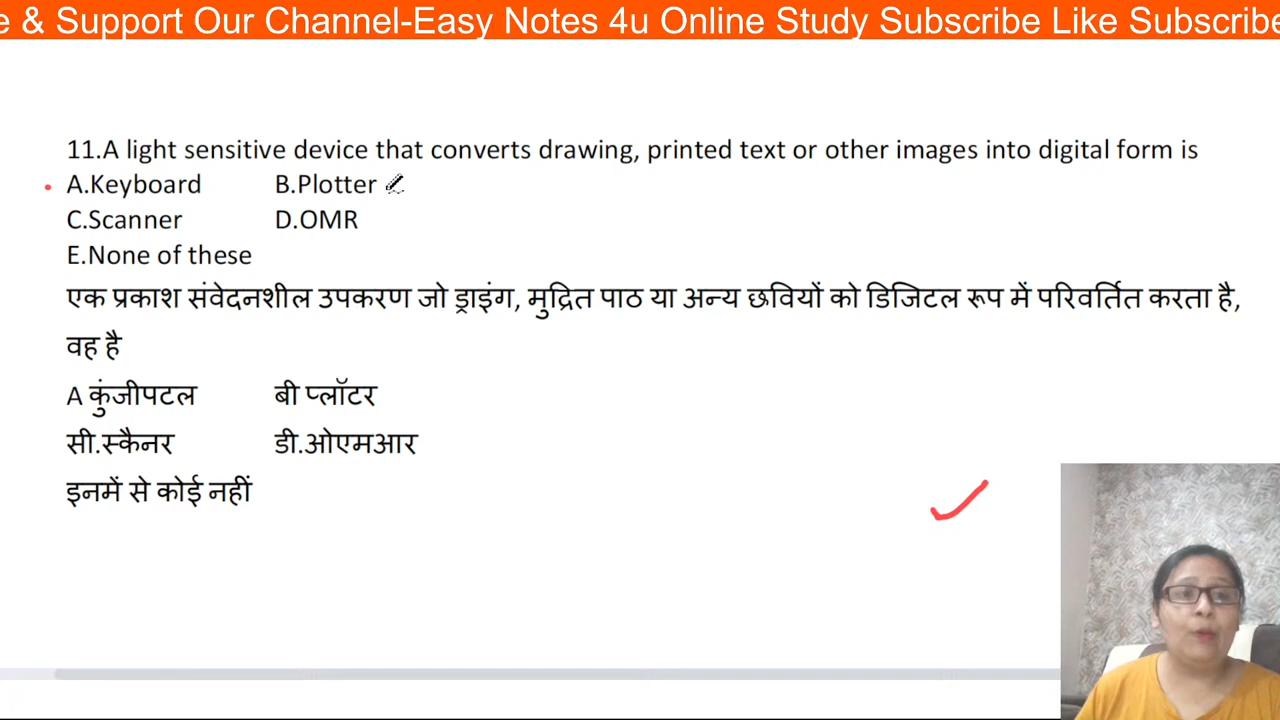 e & Support Our Channel-Easy Notes 4u Online Study Subscribe Like Subscribe
11.A light sensitive device that converts drawing, printed text or other images into digital form is
A.Keyboard B.Plotter
C.Scanner D.OMR
E.None of these
एक प्रकाश संवेदनशील उपकरण जो ड्राइंग, मुद्रित पाठ या अन्य छवियों को डिजिटल रूप में परिवर्तित करता है,
वह है
A कुंजीपटल बी प्लॉटर
सी.स्कैनर डी.ओएमआर
इनमें से कोई नहीं